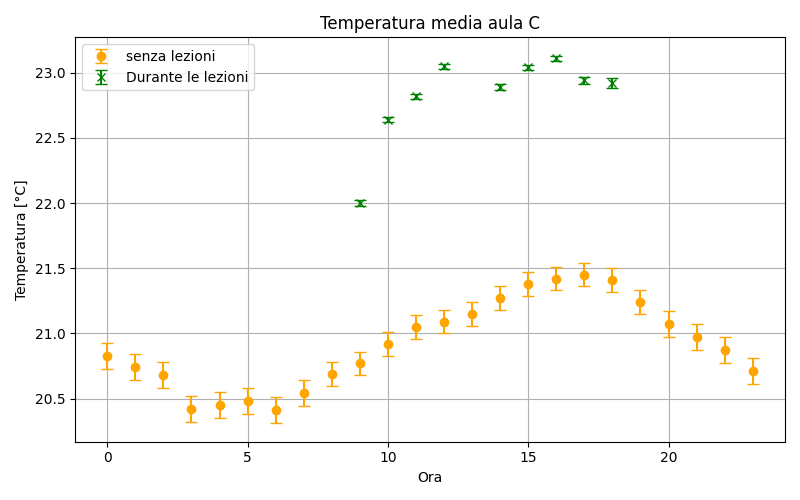 Temperatura media aula C
senza lezioni
Durante le lezioni
Temperatura [°C]
23.0
22.5
22.0
21.5
21.0
20.5
0 5 10 15 20
Ora